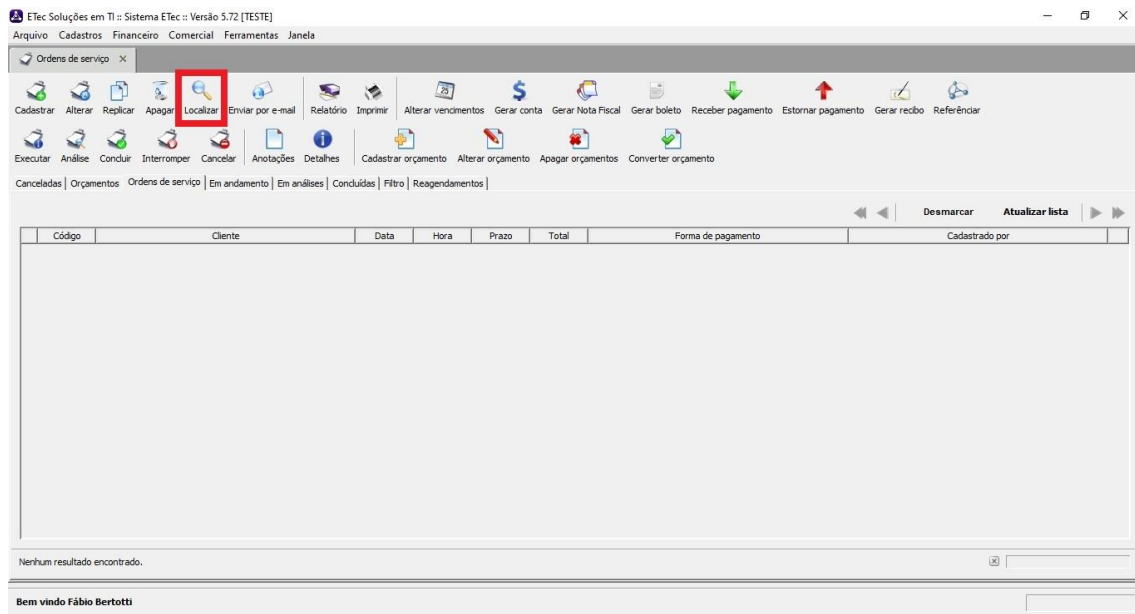 ETec Soluções em TI :: Sistema ETec :: Versão 5.72 [TESTE]
Arquivo Cadastros Financeiro Comercial Ferramentas Janela
Ordens de serviço
Cadastrar Alterar Replicar Apagar Localizar Enviar por e-mail Relatório Imprimir Alterar vencimentos Gerar conta Gerar Nota Fiscal Gerar boleto Receber pagamento Estornar pagamento Gerar recibo Referênciar
Executar Análise Concluir Interromper Cancelar Anotações Detalhes Cadastrar orçamento Alterar orçamento Apagar orçamentos Converter orçamento
Canceladas Orçamentos Ordens de serviço Em andamento Em análises Concluídas Filtro Reagendamentos
Desmarcar Atualizar lista
Código Cliente Data Hora Prazo Total Forma de pagamento Cadastrado por
Nenhum resultado encontrado.
Bem vindo Fábio Bertotti